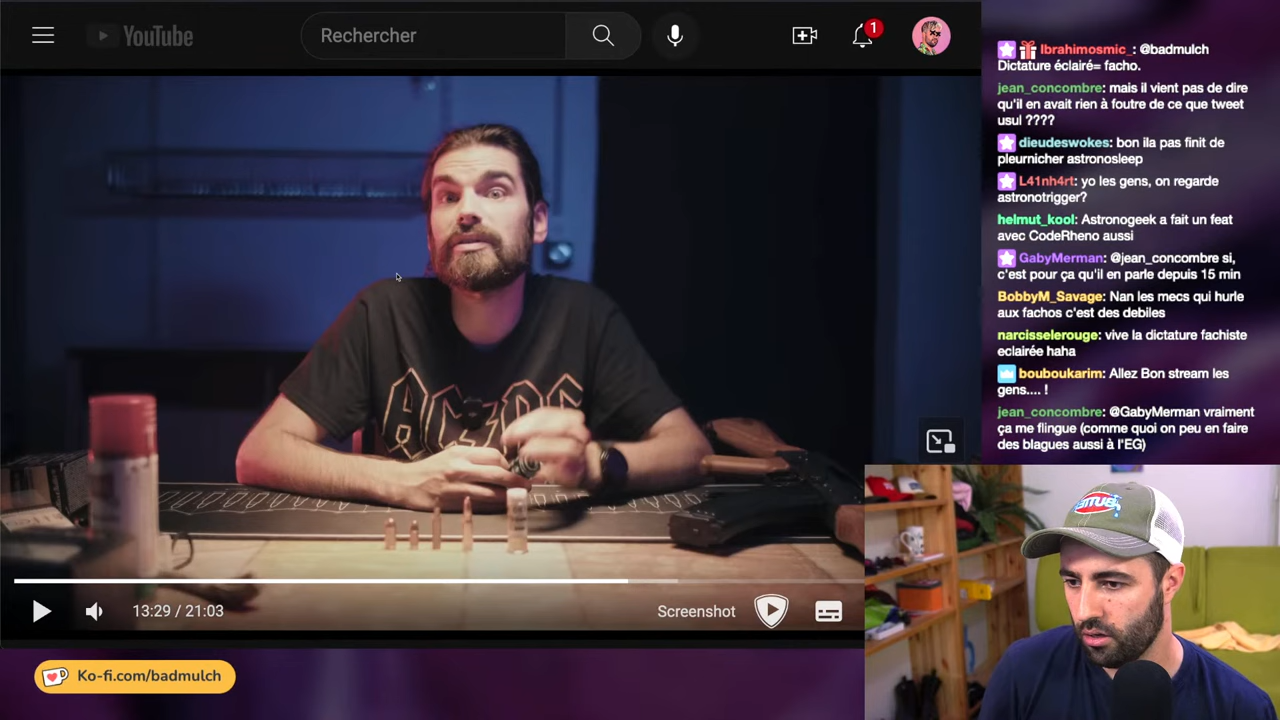 YouTube
Rechercher
1
Ibrahimosmic_: @badmulch
Dictature éclairé= facho.
jean_concombre: mais il vient pas de dire
qu'il en avait rien à foutre de ce que tweet
usul ????
dieudeswokes: bon ila pas finit de
pleurnicher astronosleep
L41nh4rt: yo les gens, on regarde
astronotrigger?
helmut_kool: Astronogeek a fait un feat
avec CodeRheno aussi
GabyMerman: @jean_concombre si,
c'est pour ça qu'il en parle depuis 15 min
BobbyM_Savage: Nan les mecs qui hurle
aux fachos c'est des debiles
narcisselerouge: vive la dictature fachiste
eclairée haha
bouboukarim: Allez Bon stream les
gens.... !
jean_concombre: @GabyMerman vraiment
ça me flingue (comme quoi on peu en faire
des blagues aussi à l'EG)
AC DC
13:29 / 21:03
Screenshot
Ko-fi.com/badmulch